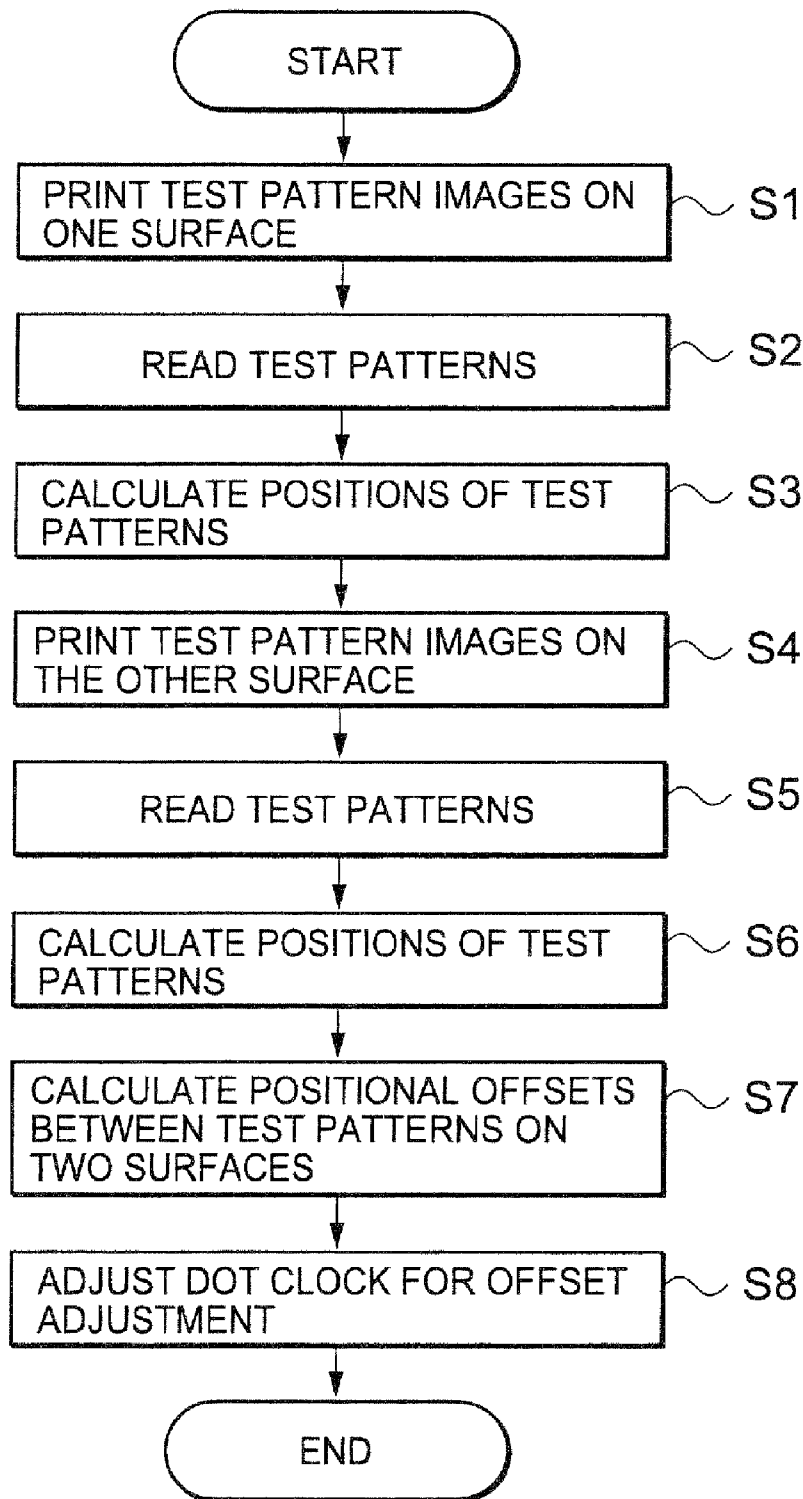 START
PRINT TEST PATTERN IMAGES ON
ONE SURFACE
S1
READ TEST PATTERNS
S2
CALCULATE POSITIONS OF TEST
PATTERNS
S3
PRINT TEST PATTERN IMAGES ON
THE OTHER SURFACE
S4
READ TEST PATTERNS
S5
CALCULATE POSITIONS OF TEST
PATTERNS
S6
CALCULATE POSITIONAL OFFSETS
BETWEEN TEST PATTERNS ON
TWO SURFACES
S7
ADJUST DOT CLOCK FOR OFFSET
ADJUSTMENT
S8
END